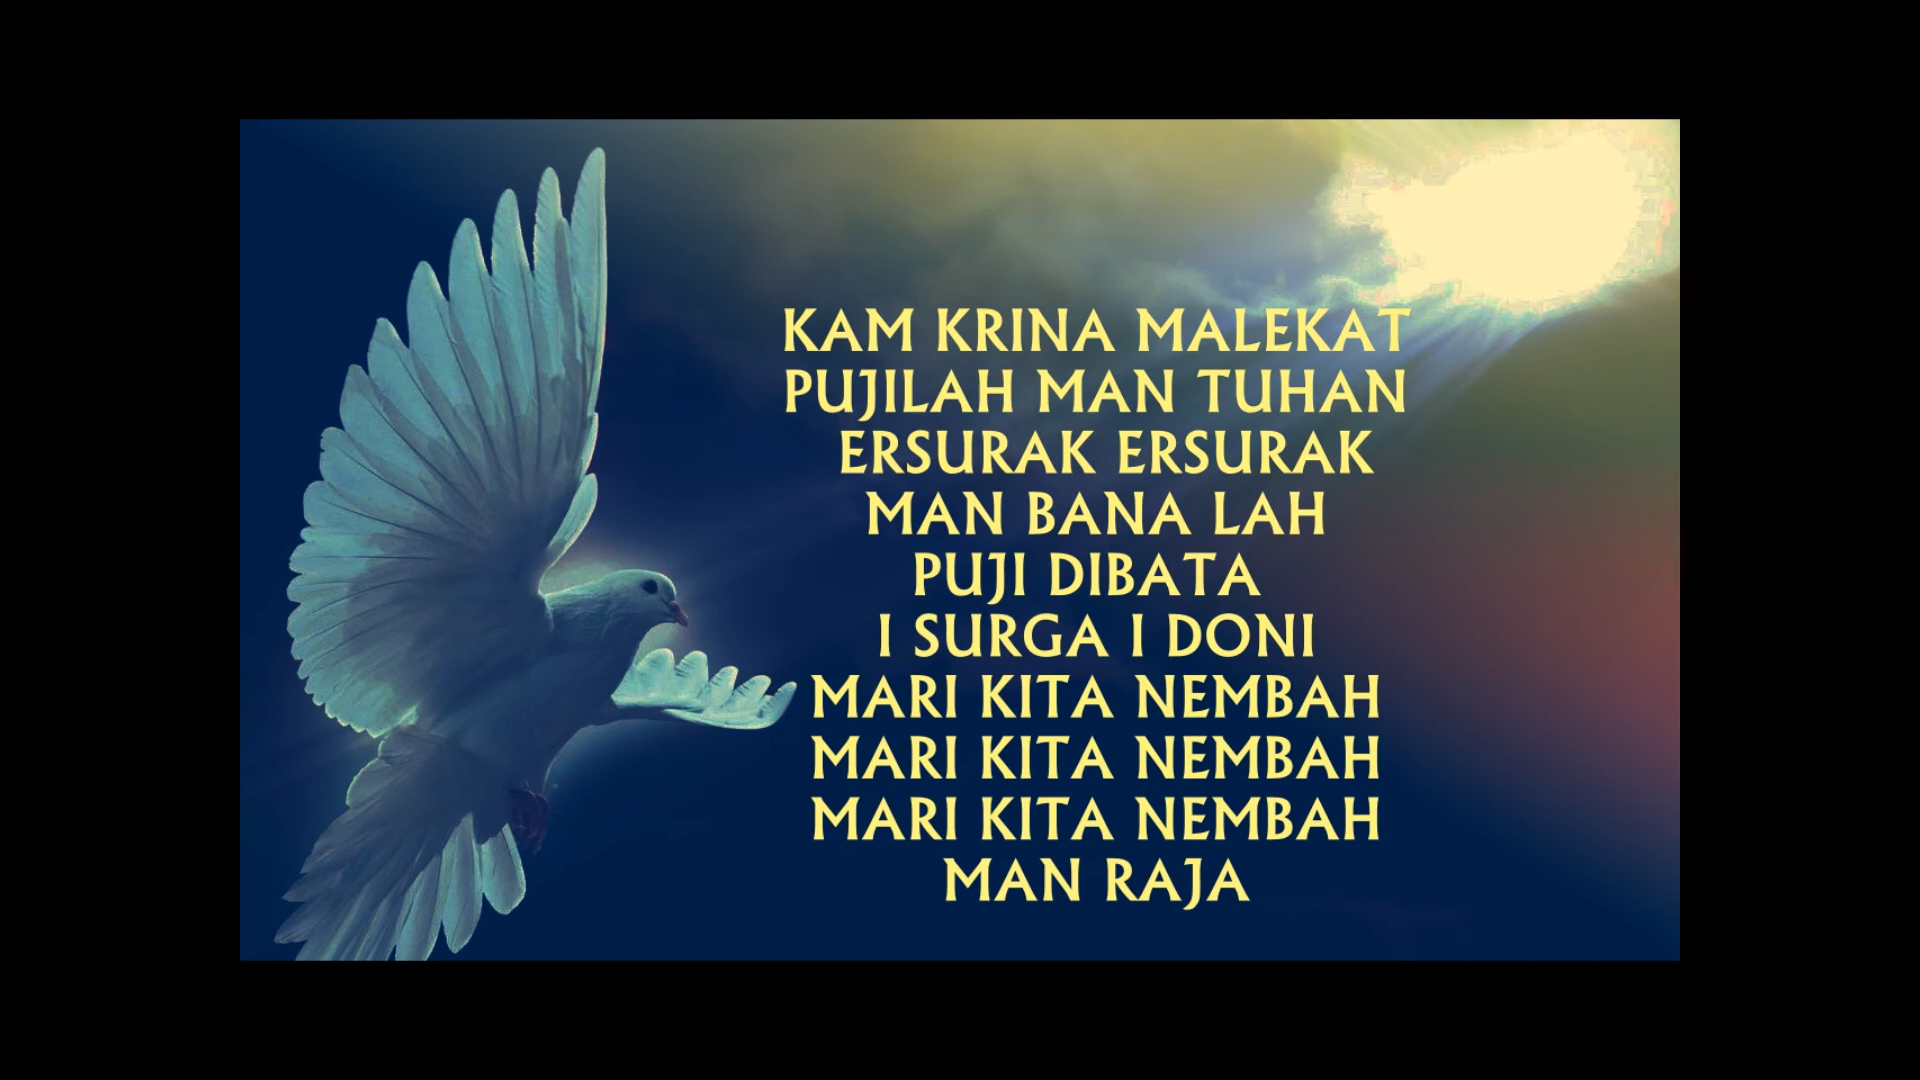 KAM KRINA MALEKAT
PUJILAH MAN TUHAN
ERSURAK ERSURAK
MAN BANA LAH
PUJI DIBATA
I SURGA I DONI
MARI KITA NEMBAH
MARI KITA NEMBAH
MARI KITA NEMBAH
MAN RAJA